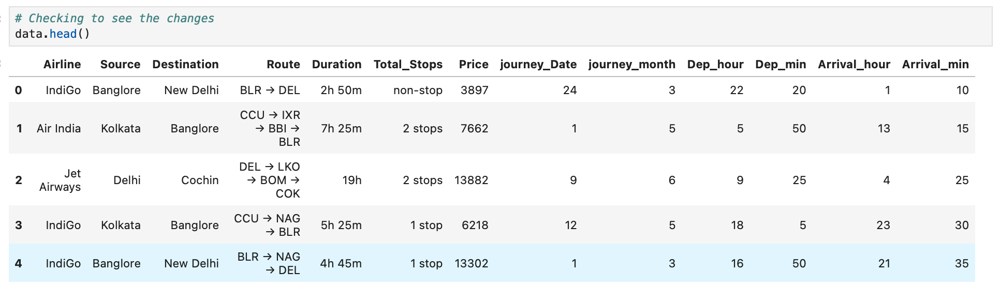 # Checking to see the changes
data.head()
Airline Source Destination Route Duration Total_Stops Price journey_Date journey_month Dep_hour Dep_min Arrival_hour Arrival_min
0 IndiGo Banglore New Delhi BLR → DEL 2h 50m non-stop 3897 24 3 22 20 1 10
CCU → IXR
1 Air India Kolkata Banglore → BBI → 7h 25m 2 stops 7662 1 5 5 50 13 15
BLR
DEL → LKO
2 Jet Airways Delhi Cochin → BOM → 19h 2 stops 13882 9 6 9 25 4 25
COK
CCU → NAG
3 IndiGo Kolkata Banglore → BLR 5h 25m 1 stop 6218 12 5 18 5 23 30
BLR → NAG
4 IndiGo Banglore New Delhi → DEL 4h 45m 1 stop 13302 1 3 16 50 21 35